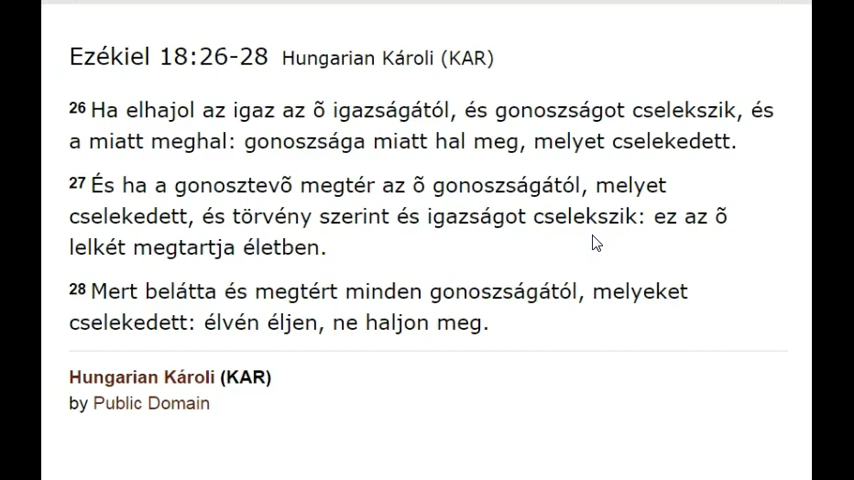 Ezékiel 18:26-28 Hungarian Károli (KAR)
26 Ha elhajol az igaz az õ igazságától, és gonoszságot cselekszik, és
a miatt meghal: gonoszsága miatt hal meg, melyet cselekedett.
27 És ha a gonosztevõ megtér az õ gonoszságától, melyet
cselekedett, és törvény szerint és igazságot cselekszik: ez az õ
lelkét megtartja életben.
28 Mert belátta és megtért minden gonoszságától, melyeket
cselekedett: élvén éljen, ne haljon meg.
Hungarian Károli (KAR)
by Public Domain